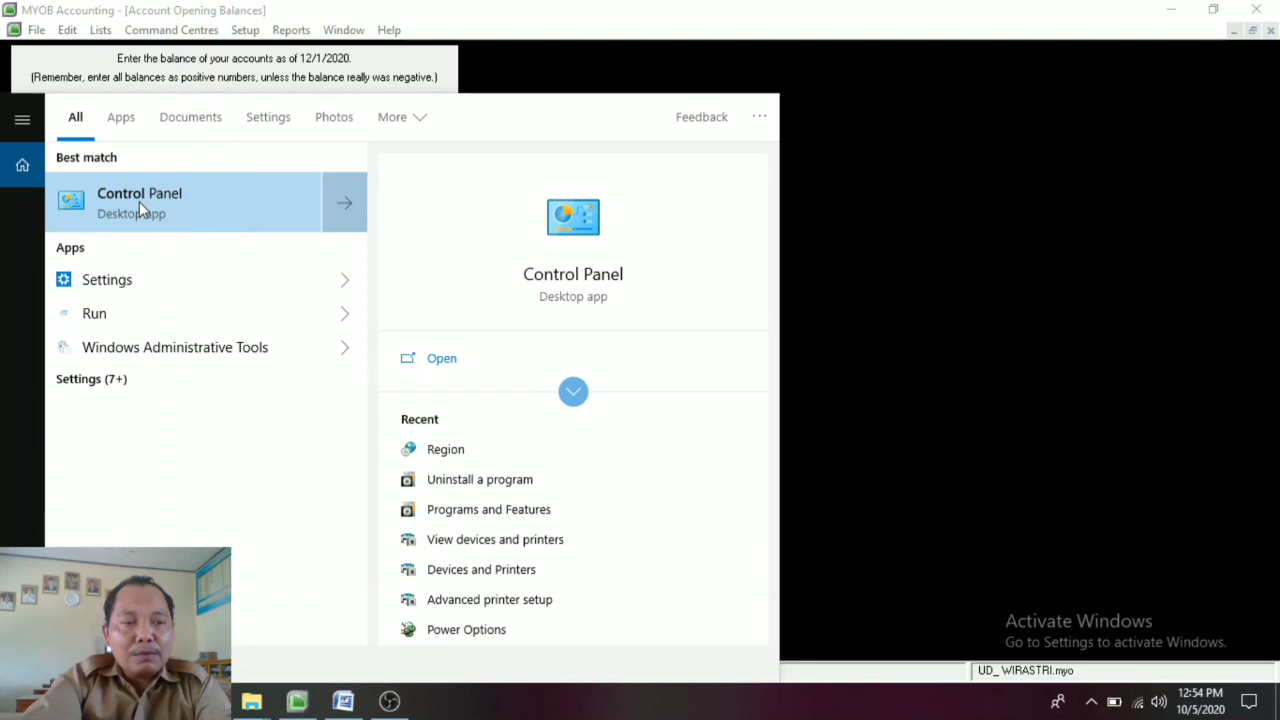 MYOB Accounting - [Account Opening Balances]
File Edit Lists Command Centres Setup Reports Window Help
Enter the balance of your accounts as of 12/1/2020.
(Remember, enter all balances as positive numbers, unless the balance really was negative.)
All Apps Documents Settings Photos More Feedback ...
Best match
Control Panel
Desktop app
Apps
Settings
Run
Windows Administrative Tools
Settings (7+)
Control Panel
Desktop app
Open
Recent
Region
Uninstall a program
Programs and Features
View devices and printers
Devices and Printers
Advanced printer setup
Power Options
Activate Windows
Go to Settings to activate Windows.
UD_ WIRASTRI.myo
12:54 PM
10/5/2020